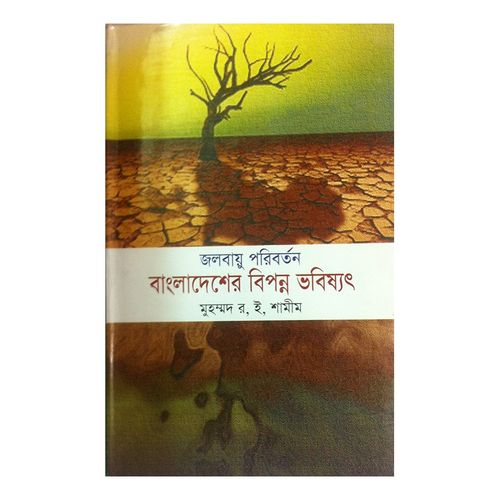 জলবায়ু পরিবর্তন
বাংলাদেশের বিপন্ন ভবিষ্যৎ
মুহম্মদ র, ই, শামীম